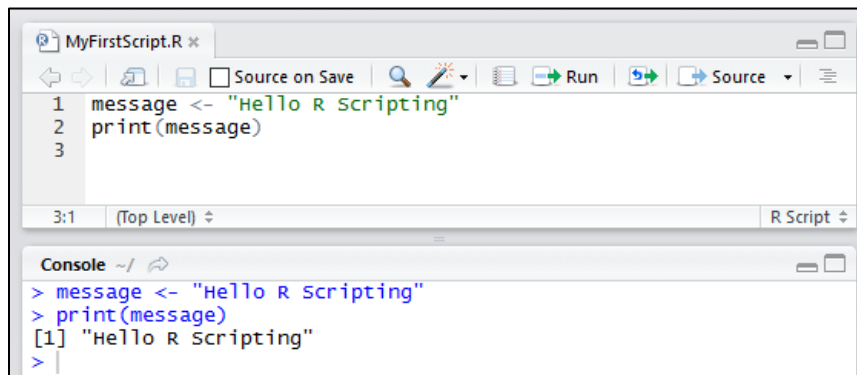 MyFirstScript.R
Source on Save Run Source
1 message <- "Hello R Scripting"
2 print(message)
3
3:1 (Top Level) R Script
Console ~/
> message <- "Hello R Scripting"
> print(message)
[1] "Hello R Scripting"
>